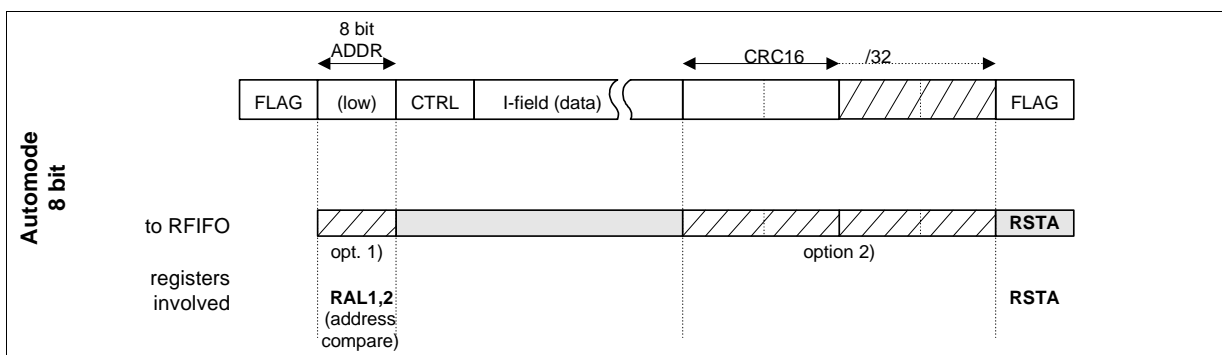 8 bit
ADDR
CRC16 /32
FLAG (low) CTRL I-field (data) FLAG
Automode
8 bit
to RFIFO RSTA
opt. 1) option 2)
registers
involved
RAL1,2 RSTA
(address
compare)